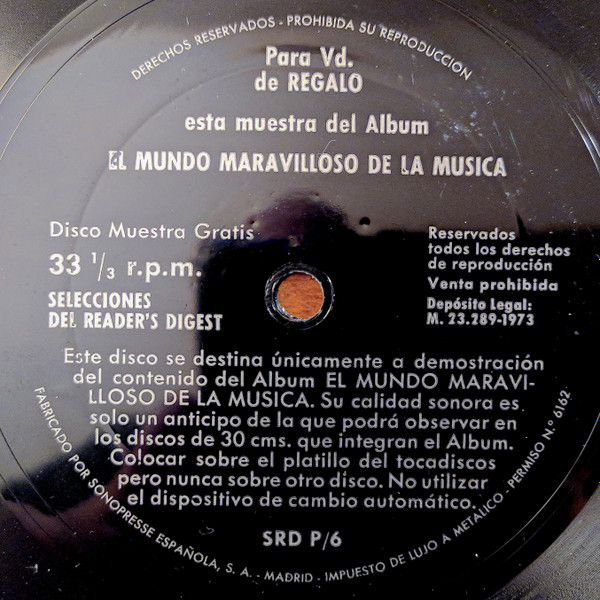 DERECHOS RESERVADOS - PROHIBIDA SU REPRODUCCION
Para Vd.
de REGALO
esta muestra del Album
EL MUNDO MARAVILLOSO DE LA MUSICA
Disco Muestra Gratis
33 1/3 r.p.m.
SELECCIONES
DEL READER'S DIGEST
Reservados
todos los derechos
de reproducción
Venta prohibida
Depósito Legal:
M. 23.289-1973
Este disco se destina únicamente a demostración
del contenido del Album EL MUNDO MARAVI-
LLOSO DE LA MUSICA. Su calidad sonora es
solo un anticipo de la que podrá observar en
los discos de 30 cms. que integran el Album.
Colocar sobre el platillo del tocadiscos
pero nunca sobre otro disco. No utilizar
el dispositivo de cambio automático.
SRD P/6
FABRICADO POR SONOPRESSE ESPAÑOLA, S. A. - MADRID - IMPUESTO DE LUJO A METALICO - PERMISO N.º 6162